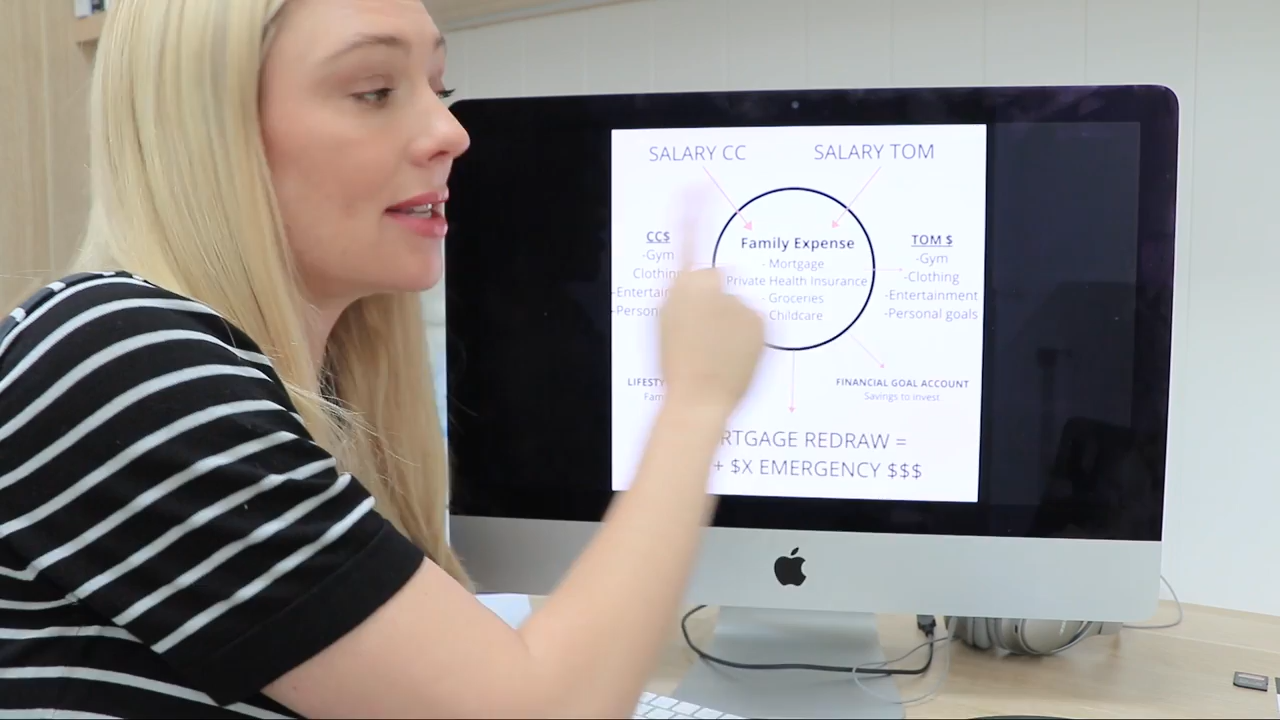 SALARY CC
SALARY TOM
CC$
-Gym
Clothing
Family Expense
- Mortgage
Private Health Insurance
- Groceries
Childcare
TOM $
-Gym
-Clothing
-Entertainment
-Personal goals
FINANCIAL GOAL ACCOUNT
Savings to invest
REDRAW =
+ $X EMERGENCY $$$